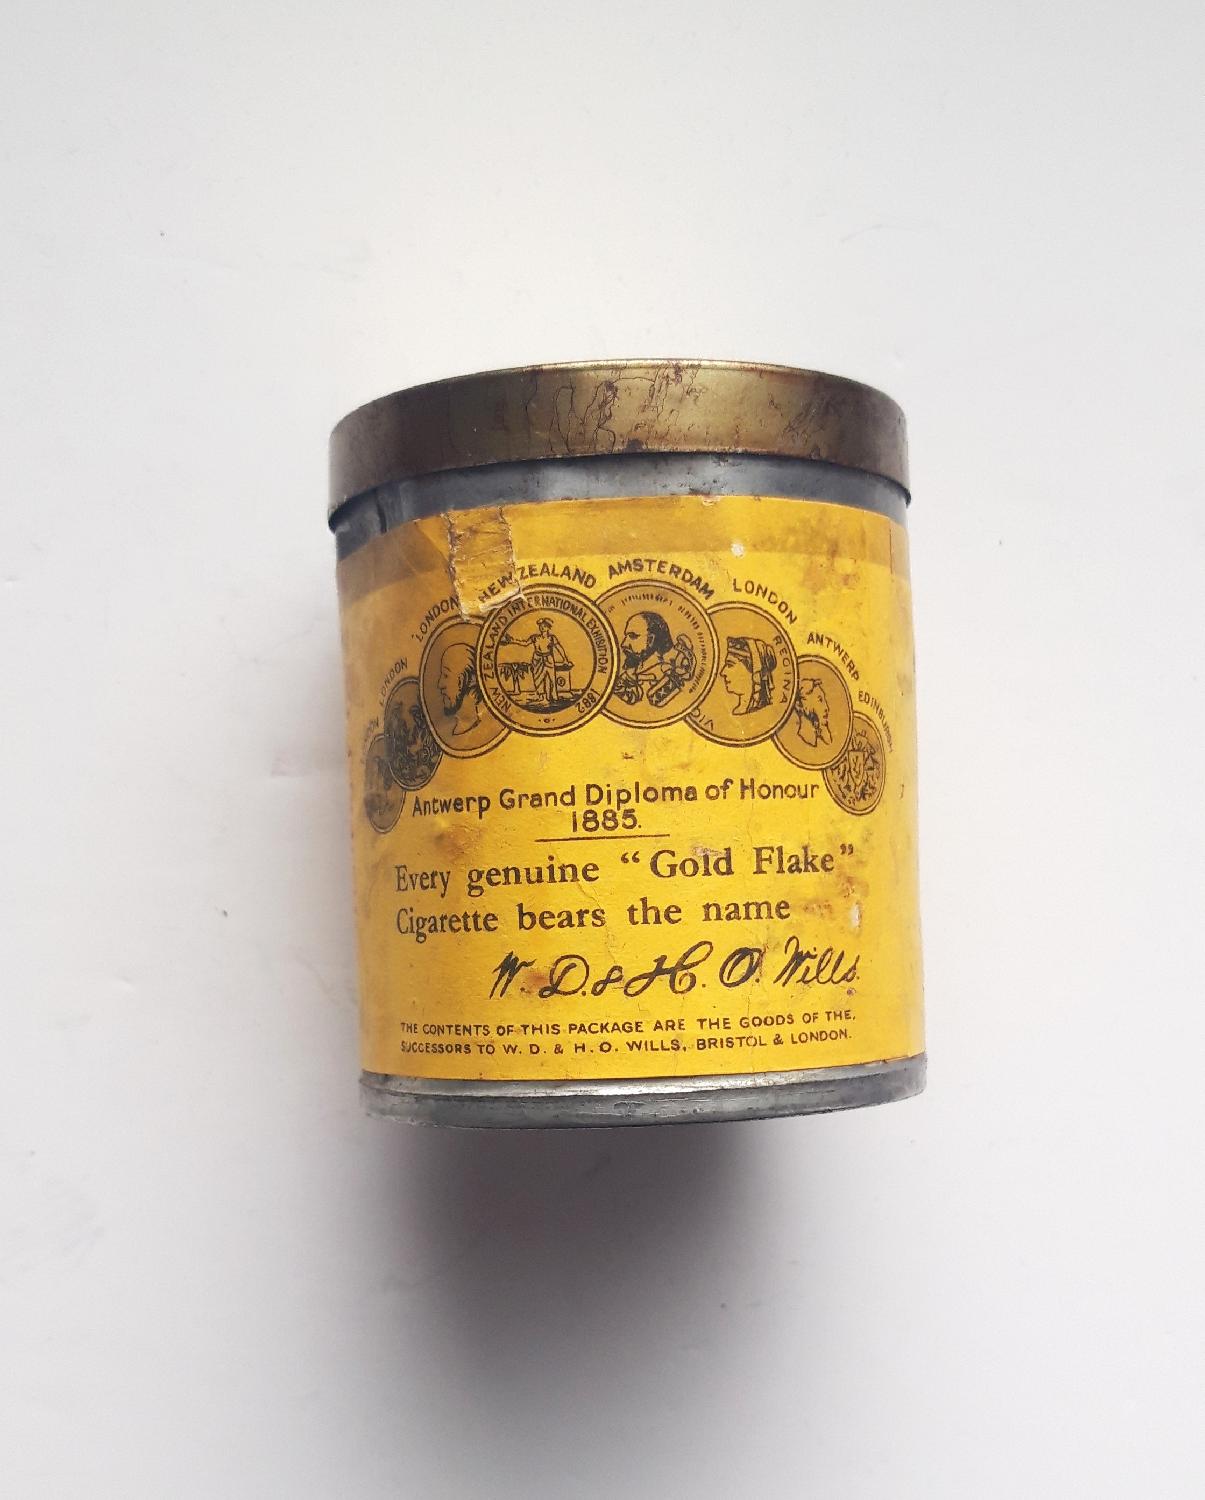 LONDON
LONDON
NEW ZEALAND
AMSTERDAM
LONDON
ANTWERP
EDINBURGH
NEW ZEALAND INTERNATIONAL EXHIBITION 1882
REGINA
Antwerp Grand Diploma of Honour
1885.
Every genuine “Gold Flake”
Cigarette bears the name
W. D. & H. O. Wills.
THE CONTENTS OF THIS PACKAGE ARE THE GOODS OF THE,
SUCCESSORS TO W. D. & H. O. WILLS, BRISTOL & LONDON.